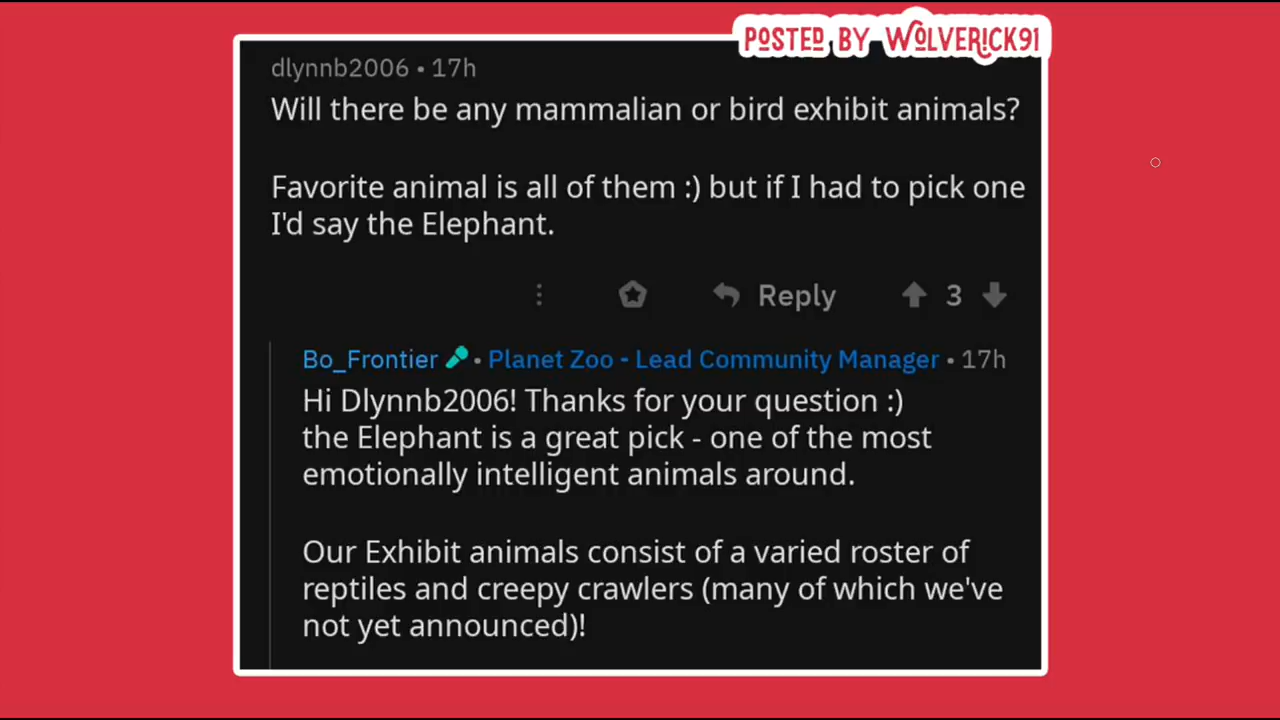 POSTED BY WOLVERICK91
dlynnb2006 • 17h
Will there be any mammalian or bird exhibit animals?
Favorite animal is all of them :) but if I had to pick one
I'd say the Elephant.
Reply 3
Bo_Frontier • Planet Zoo - Lead Community Manager • 17h
Hi Dlynnb2006! Thanks for your question :)
the Elephant is a great pick - one of the most
emotionally intelligent animals around.
Our Exhibit animals consist of a varied roster of
reptiles and creepy crawlers (many of which we've
not yet announced)!